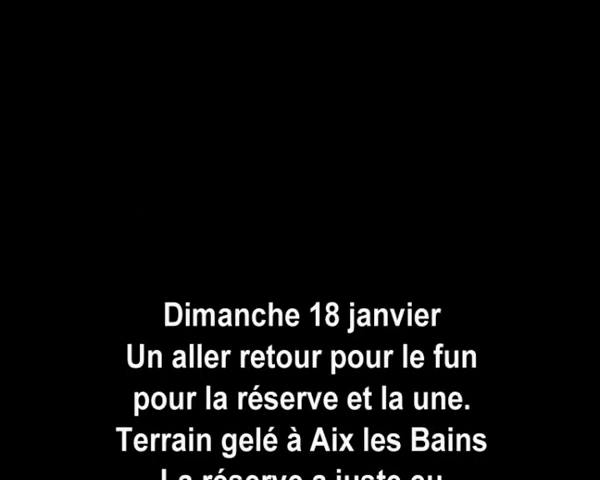 Dimanche 18 janvier
Un aller retour pour le fun
pour la réserve et la une.
Terrain gelé à Aix les Bains
La réserve a juste eu